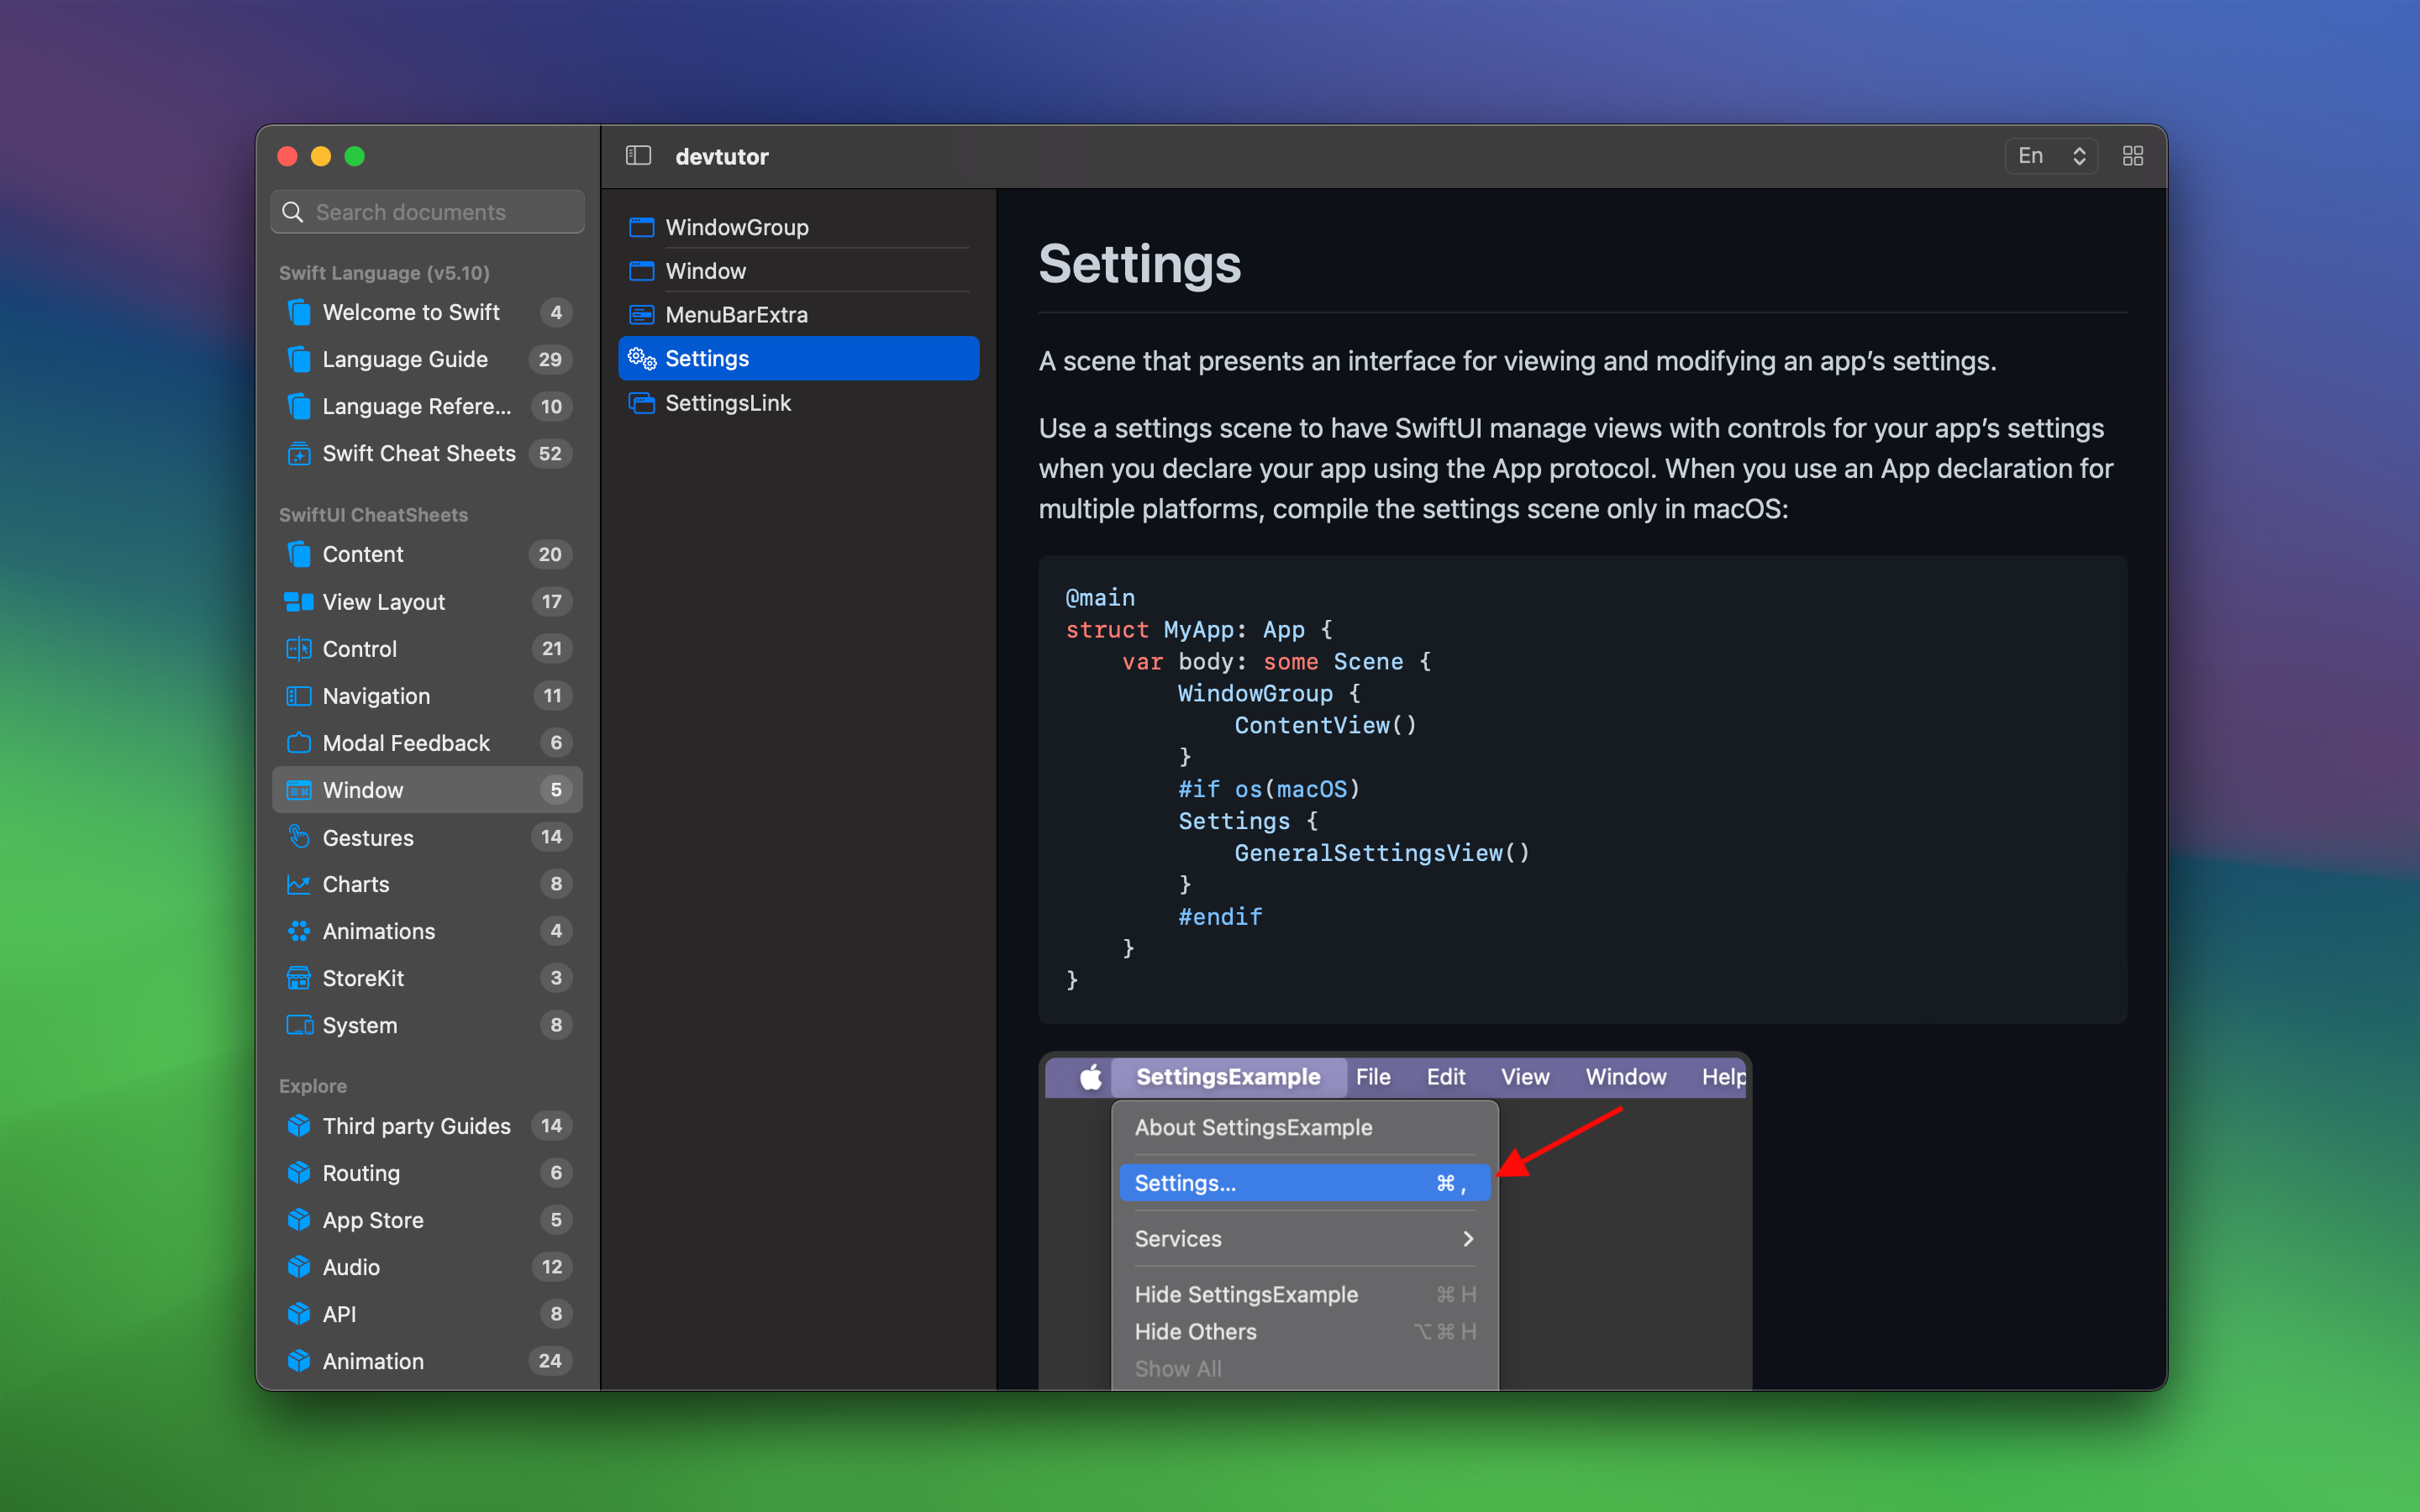 devtutor
En
Search documents
Swift Language (v5.10)
Welcome to Swift 4
Language Guide 29
Language Refere... 10
Swift Cheat Sheets 52
SwiftUI CheatSheets
Content 20
View Layout 17
Control 21
Navigation 11
Modal Feedback 6
Window 5
Gestures 14
Charts 8
Animations 4
StoreKit 3
System 8
Explore
Third party Guides 14
Routing 6
App Store 5
Audio 12
API 8
Animation 24
WindowGroup
Window
MenuBarExtra
Settings
SettingsLink
Settings
A scene that presents an interface for viewing and modifying an app’s settings.
Use a settings scene to have SwiftUI manage views with controls for your app’s settings
when you declare your app using the App protocol. When you use an App declaration for
multiple platforms, compile the settings scene only in macOS:
@main
struct MyApp: App {
    var body: some Scene {
        WindowGroup {
            ContentView()
        }
        #if os(macOS)
        Settings {
            GeneralSettingsView()
        }
        #endif
    }
}
SettingsExample File Edit View Window Help
About SettingsExample
Settings... ⌘ ,
Services
Hide SettingsExample ⌘ H
Hide Others ⌥ ⌘ H
Show All